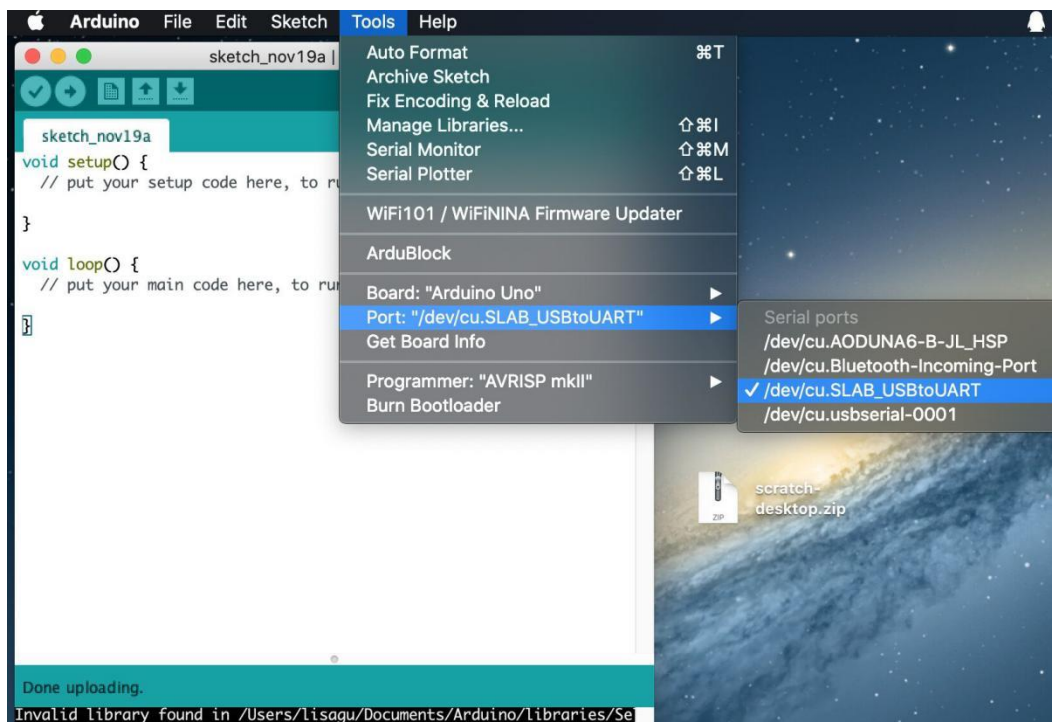 Arduino File Edit Sketch Tools Help
sketch_nov19a |
sketch_nov19a
void setup() {
// put your setup code here, to ru
}
void loop() {
// put your main code here, to rur
}
Auto Format ⌘T
Archive Sketch
Fix Encoding & Reload
Manage Libraries... ⇧⌘I
Serial Monitor ⇧⌘M
Serial Plotter ⇧⌘L
WiFi101 / WiFiNINA Firmware Updater
ArduBlock
Board: "Arduino Uno"
Port: "/dev/cu.SLAB_USBtoUART"
Get Board Info
Programmer: "AVRISP mkII"
Burn Bootloader
Serial ports
/dev/cu.AODUNA6-B-JL_HSP
/dev/cu.Bluetooth-Incoming-Port
✓ /dev/cu.SLAB_USBtoUART
/dev/cu.usbserial-0001
ZIP
scratch-
desktop.zip
Done uploading.
Invalid library found in /Users/lisagu/Documents/Arduino/libraries/Se